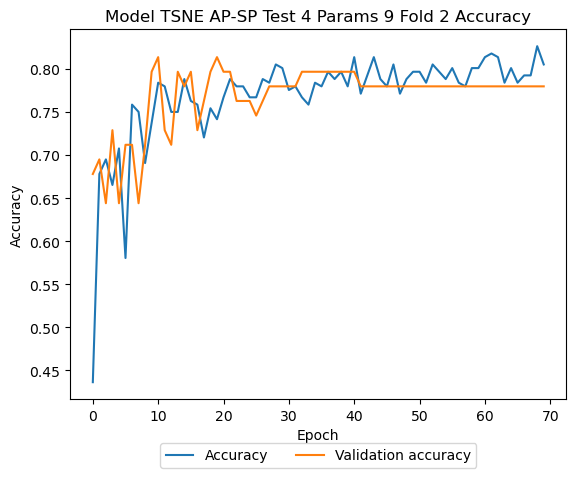 Model TSNE AP-SP Test 4 Params 9 Fold 2 Accuracy
0.80
0.75
0.70
0.65
0.60
0.55
0.50
0.45
Accuracy
0 10 20 30 40 50 60 70
Epoch
Accuracy Validation accuracy